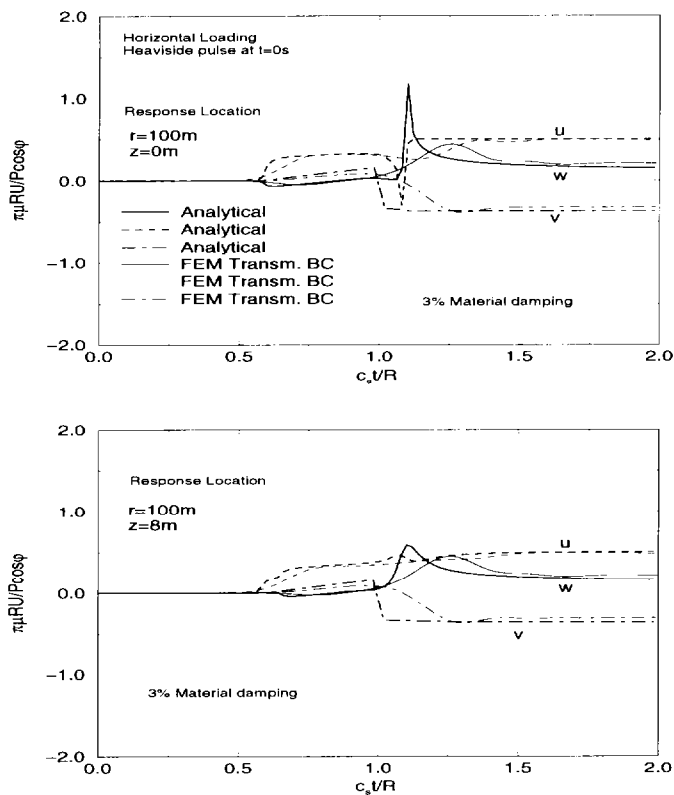 2.0
Horizontal Loading
Heaviside pulse at t=0s
1.0
Response Location
r=100m
z=0m
u
w
v
0.0
Analytical
Analytical
Analytical
FEM Transm. BC
FEM Transm. BC
FEM Transm. BC
-1.0
3% Material damping
-2.0
πμRU/Pcosφ
0.0 0.5 1.0 1.5 2.0
cₛt/R
2.0
Response Location
1.0
r=100m
z=8m
u
w
v
0.0
-1.0
3% Material damping
-2.0
πμRU/Pcosφ
0.0 0.5 1.0 1.5 2.0
cₛt/R